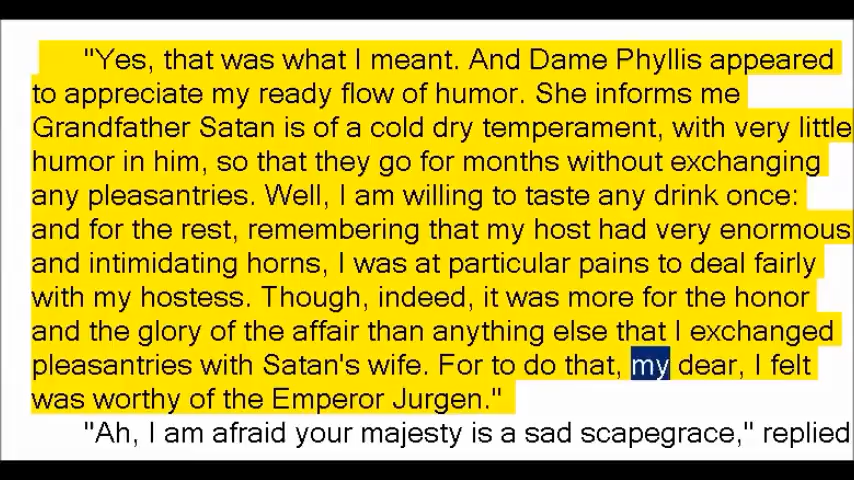 "Yes, that was what I meant. And Dame Phyllis appeared
to appreciate my ready flow of humor. She informs me
Grandfather Satan is of a cold dry temperament, with very little
humor in him, so that they go for months without exchanging
any pleasantries. Well, I am willing to taste any drink once:
and for the rest, remembering that my host had very enormous
and intimidating horns, I was at particular pains to deal fairly
with my hostess. Though, indeed, it was more for the honor
and the glory of the affair than anything else that I exchanged
pleasantries with Satan's wife. For to do that, my dear, I felt
was worthy of the Emperor Jurgen."
"Ah, I am afraid your majesty is a sad scapegrace," replied